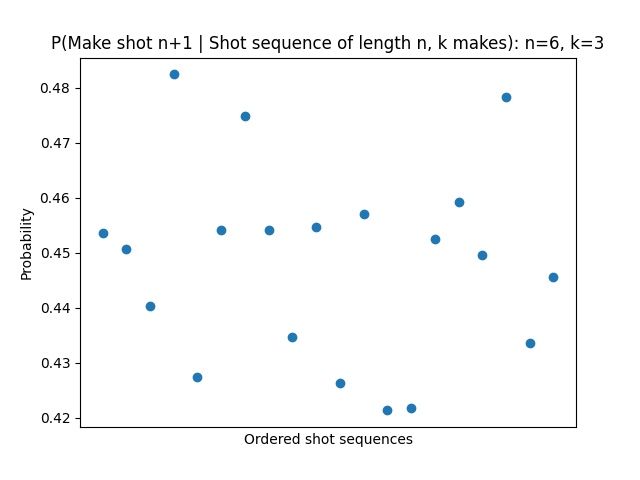 P(Make shot n+1 | Shot sequence of length n, k makes): n=6, k=3
0.48
0.47
0.46
0.45
0.44
0.43
0.42
Probability
Ordered shot sequences